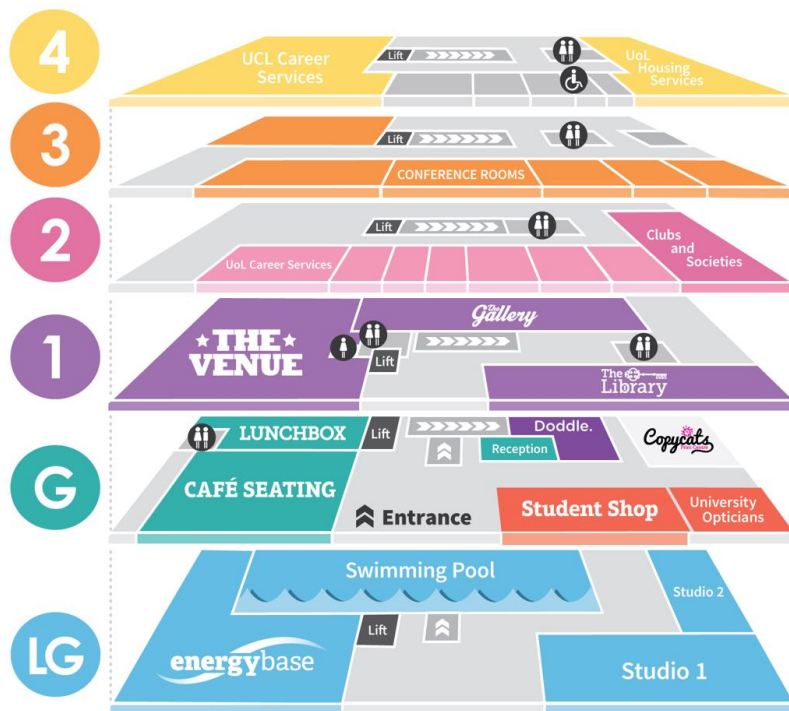 4
UCL Career
Services
Lift
UoL
Housing
Services
3
Lift
CONFERENCE ROOMS
2
Lift
UoL Career Services
Clubs
and
Societies
1
THE
VENUE
The
Gallery
Lift
The
Library
G
LUNCHBOX
Lift
Doddle.
Reception
Copycats
Print Centre
CAFÉ SEATING
Entrance
Student Shop
University
Opticians
LG
Swimming Pool
Studio 2
Lift
energybase
Studio 1